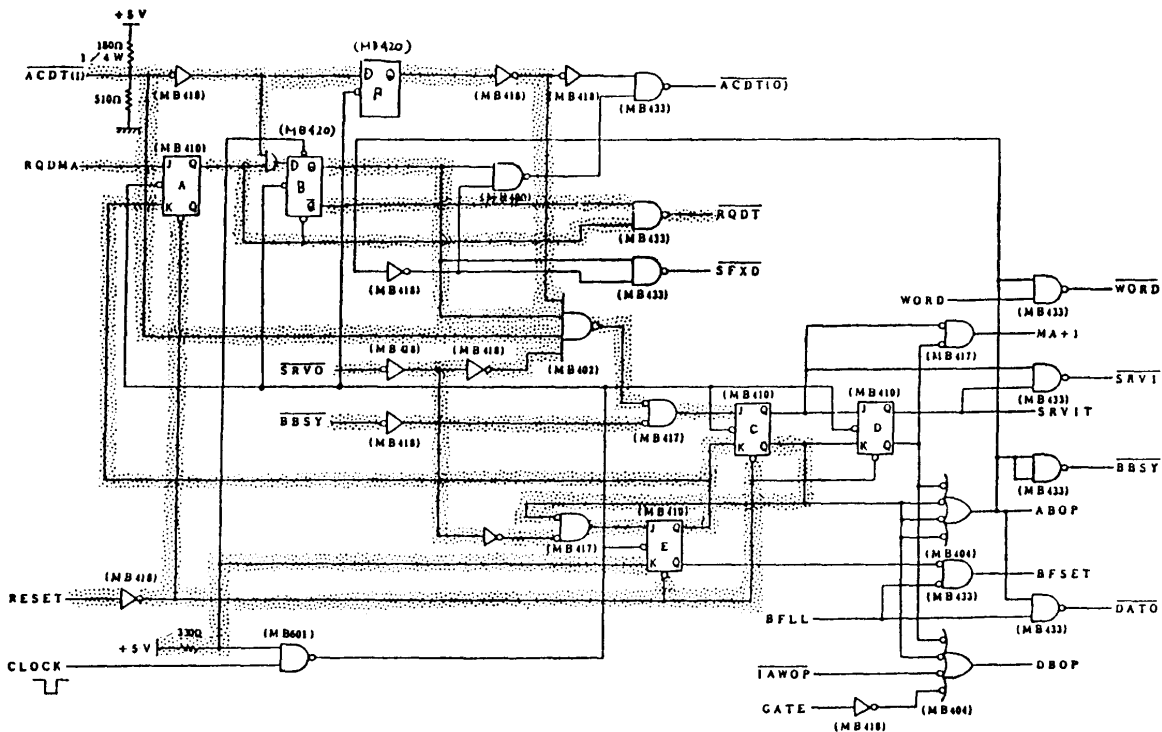 +5V
180Ω
1/4W
ACDT(I)
510Ω
(MB418)
(MB420)
D Q
(MB418)
(MB418)
(MB433)
ACDT(O)
RQDMA
(MB410)
J Q
A
K Q
(MB420)
D Q
B
Q
(MB433)
RQDT
(MB418)
(MB433)
SFXD
WORD
(MB433)
WORD
(MB417)
MA+1
SRVO
(MB418)
(MB402)
BBSY
(MB418)
(MB417)
(MB410)
J Q
C
K Q
(MB410)
J Q
D
K Q
(MB433)
SRVI
SRVIT
(MB433)
BBSY
(MB417)
(MB410)
J Q
E
K Q
(MB404)
ABOP
(MB433)
BFSET
RESET
(MB418)
BFLL
(MB433)
DATO
+5V
330Ω
(MB601)
CLOCK
IAWOP
(MB404)
DBOP
GATE
(MB418)